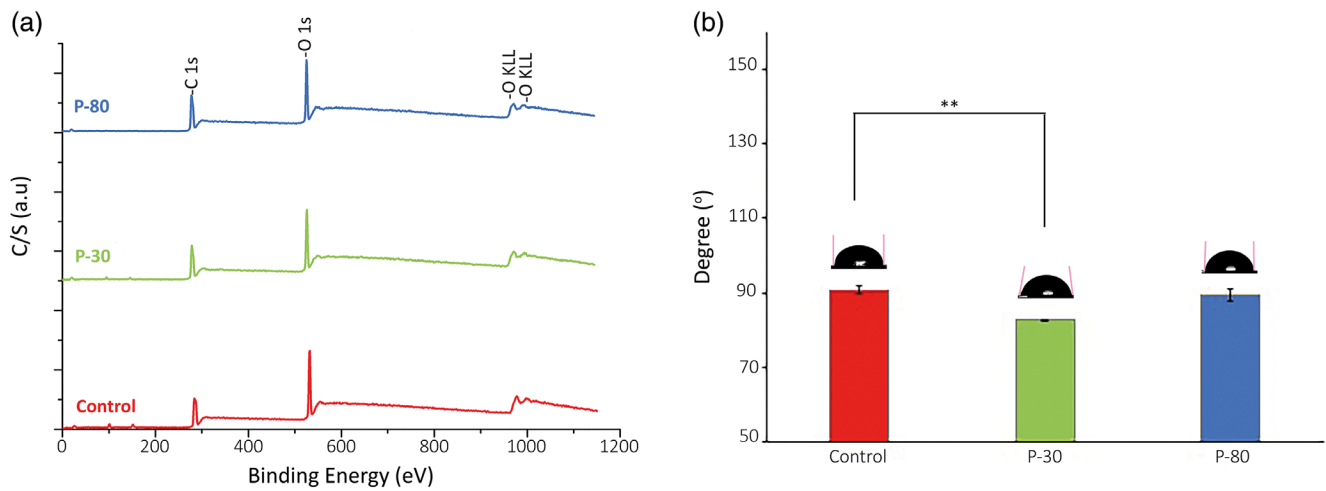 (a)
C/S (a.u)
P-80
P-30
Control
-C 1s
-O 1s
-O KLL
-O KLL
0
200
400
600
800
1000
1200
Binding Energy (eV)
(b)
Degree (º)
150
130
110
90
70
50
**
Control
P-30
P-80